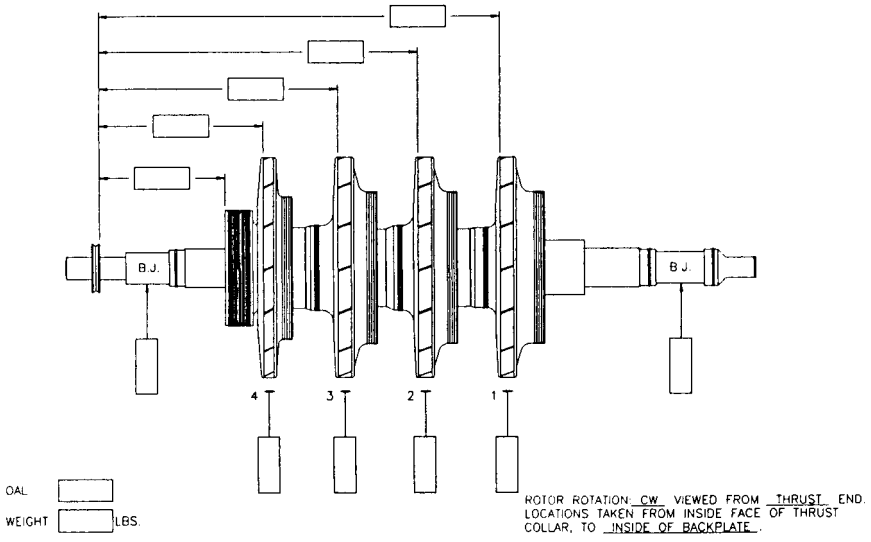 B.J.
B.J.
4
3
2
1
OAL
WEIGHT LBS.
ROTOR ROTATION: CW VIEWED FROM THRUST END.
LOCATIONS TAKEN FROM INSIDE FACE OF THRUST
COLLAR, TO INSIDE OF BACKPLATE.